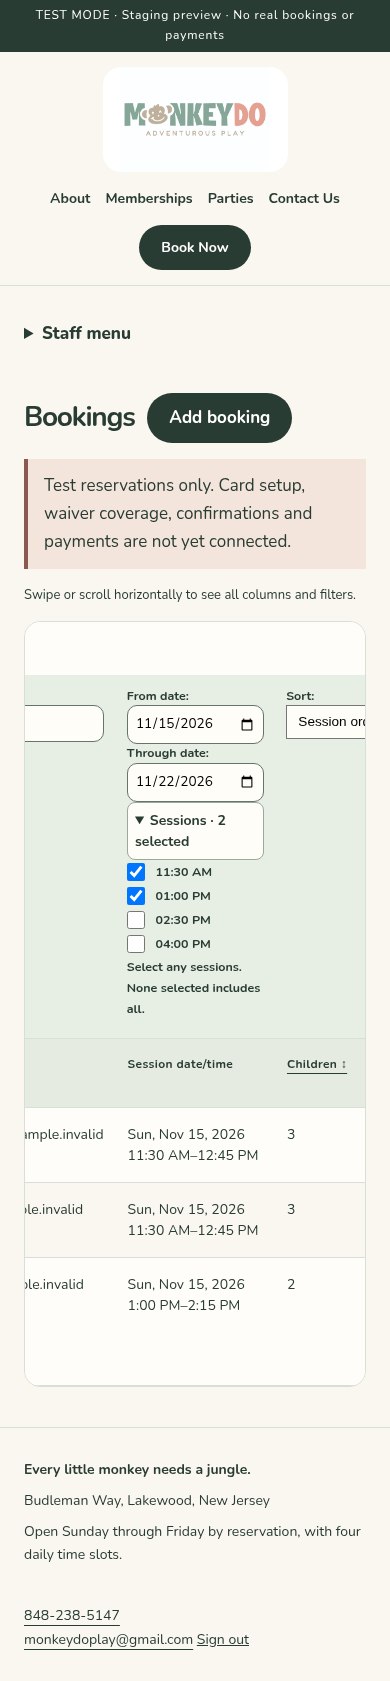 TEST MODE · Staging preview · No real bookings or
payments
MONKEYDO
ADVENTUROUS PLAY
About Memberships Parties Contact Us
Book Now
▶ Staff menu
Bookings Add booking
Test reservations only. Card setup,
waiver coverage, confirmations and
payments are not yet connected.
Swipe or scroll horizontally to see all columns and filters.
From date: Sort:
11/15/2026 Session ord
Through date:
11/22/2026
▼ Sessions · 2
selected
11:30 AM
01:00 PM
02:30 PM
04:00 PM
Select any sessions.
None selected includes
all.
Session date/time Children ↕
ample.invalid Sun, Nov 15, 2026 3
11:30 AM–12:45 PM
ple.invalid Sun, Nov 15, 2026 3
11:30 AM–12:45 PM
ple.invalid Sun, Nov 15, 2026 2
1:00 PM–2:15 PM
Every little monkey needs a jungle.
Budleman Way, Lakewood, New Jersey
Open Sunday through Friday by reservation, with four
daily time slots.
848-238-5147
monkeydoplay@gmail.com Sign out